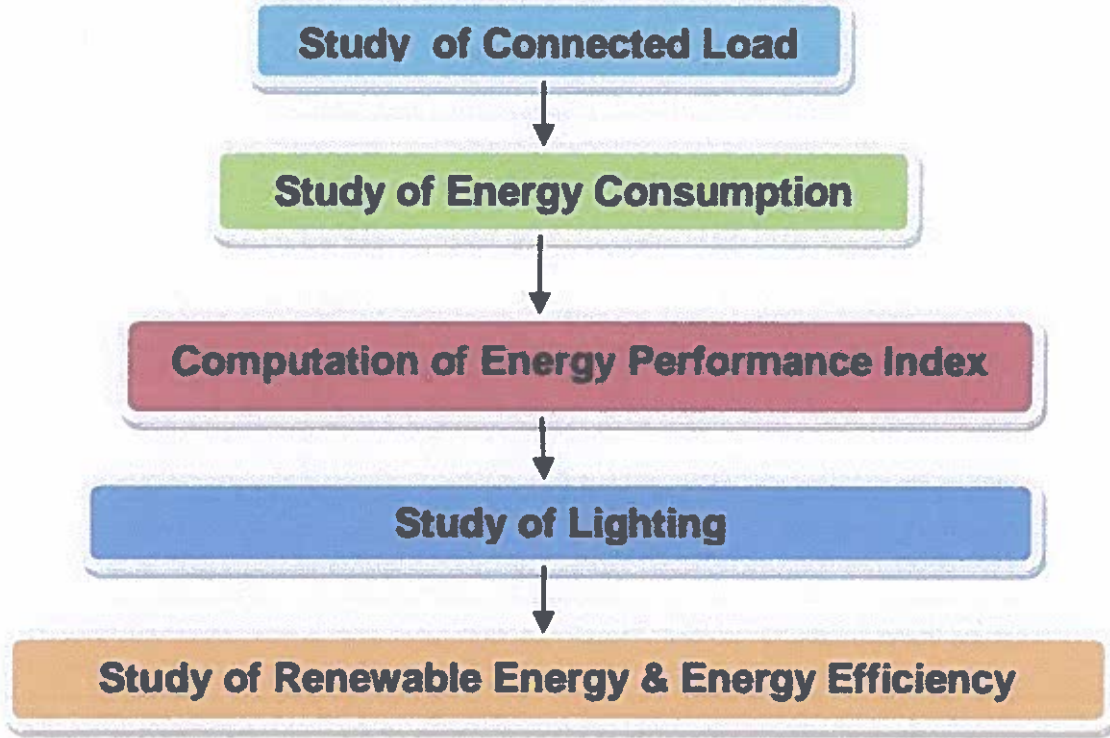 Study of Connected Load
Study of Energy Consumption
Computation of Energy Performance Index
Study of Lighting
Study of Renewable Energy & Energy Efficiency